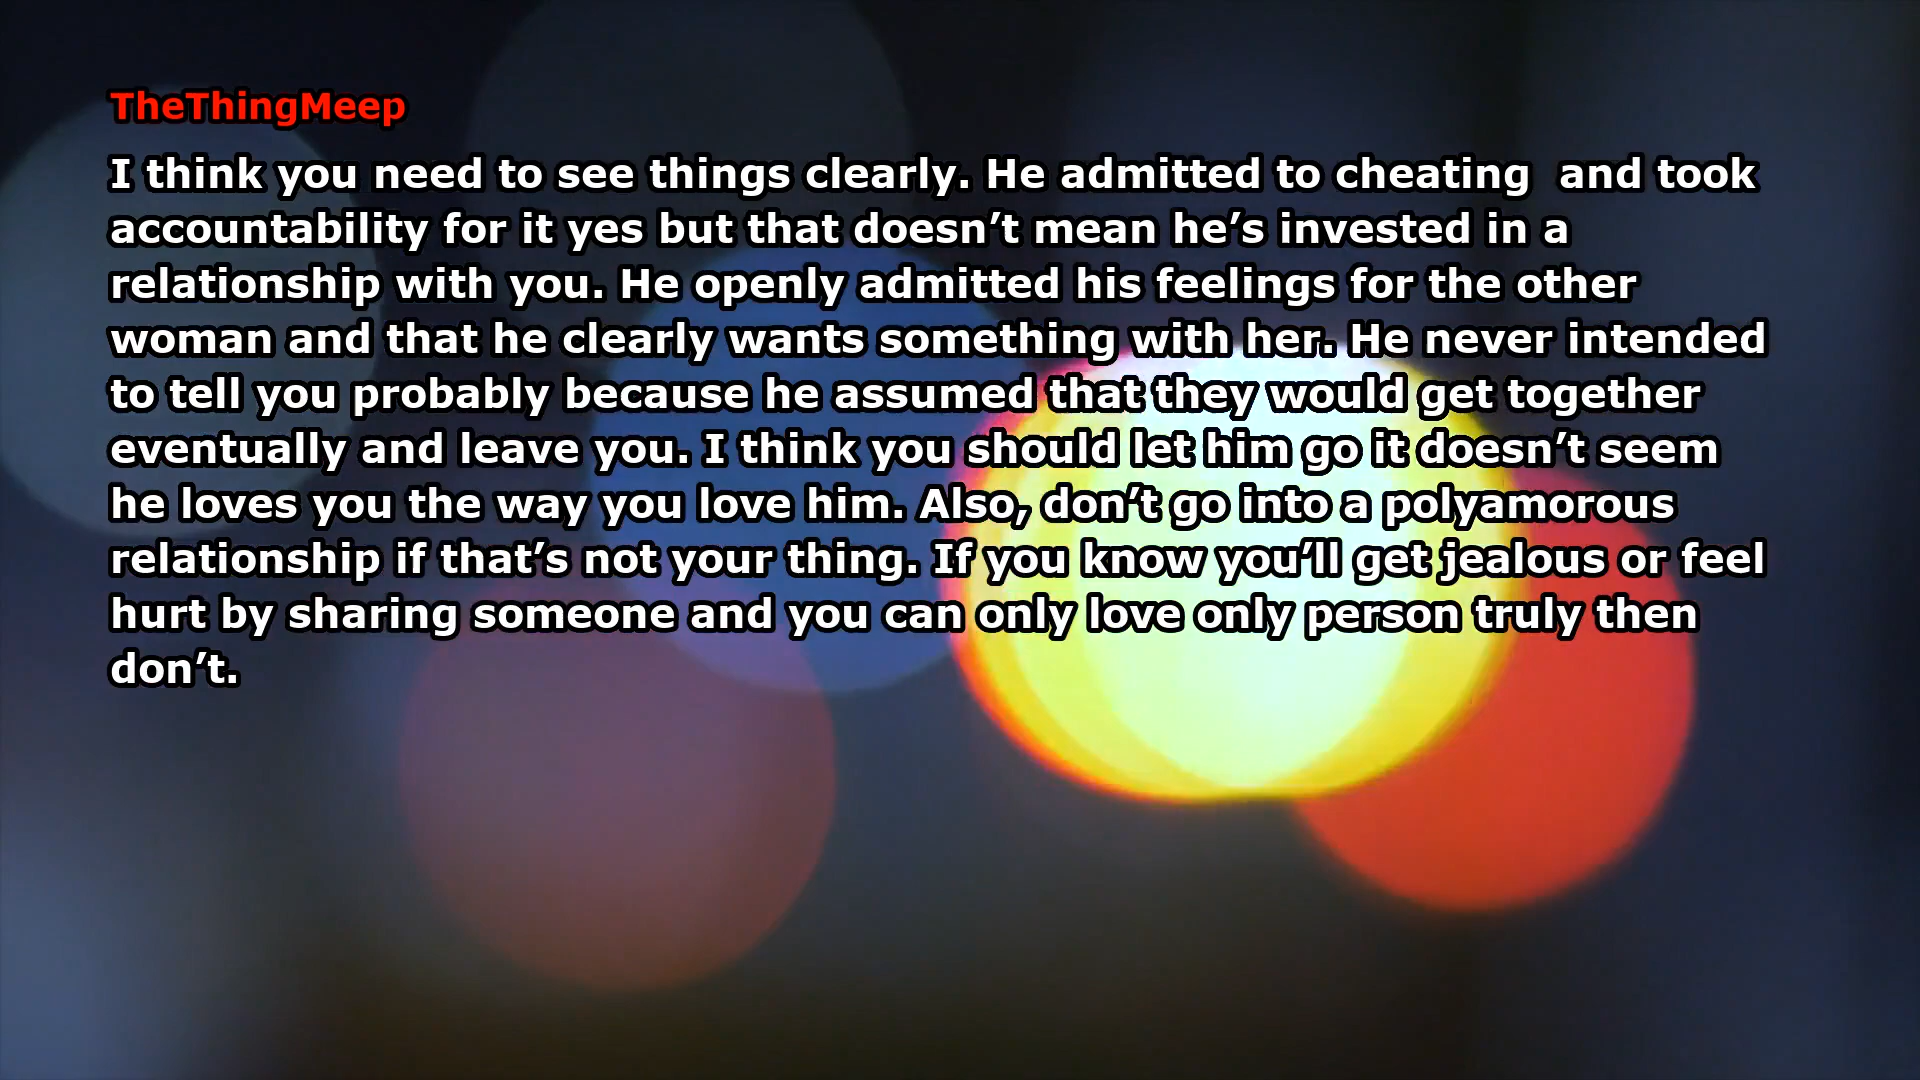 TheThingMeep
I think you need to see things clearly. He admitted to cheating  and took
accountability for it yes but that doesn’t mean he’s invested in a
relationship with you. He openly admitted his feelings for the other
woman and that he clearly wants something with her. He never intended
to tell you probably because he assumed that they would get together
eventually and leave you. I think you should let him go it doesn’t seem
he loves you the way you love him. Also, don’t go into a polyamorous
relationship if that’s not your thing. If you know you’ll get jealous or feel
hurt by sharing someone and you can only love only person truly then
don’t.